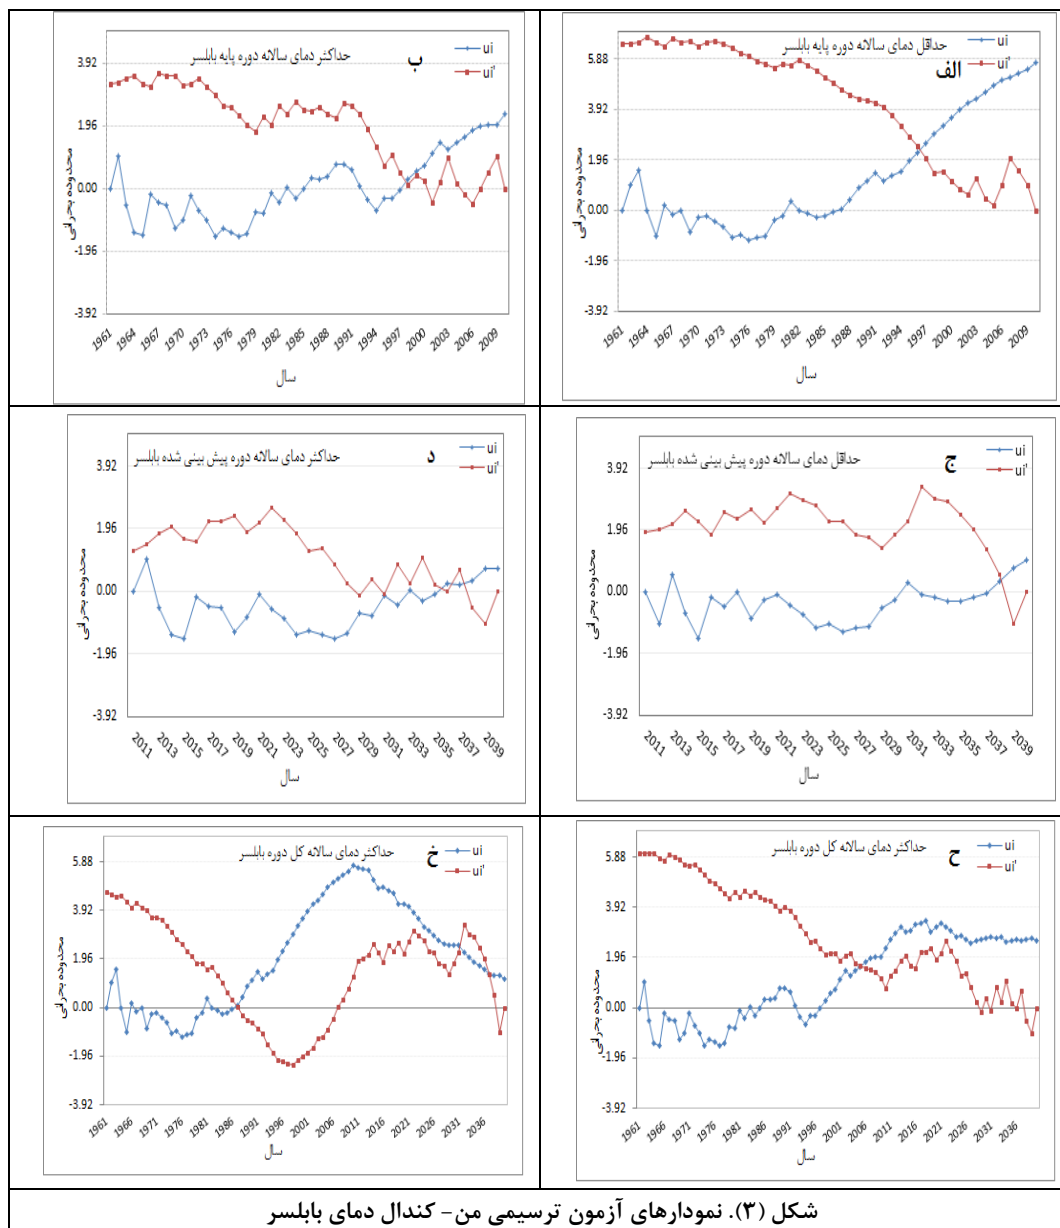 حداقل دمای سالانه دوره پایه بابلسر
الف
ui
ui'
5.88
3.92
1.96
0.00
-1.96
-3.92
محدوده بحرانی
1961 1964 1967 1970 1973 1976 1979 1982 1985 1988 1991 1994 1997 2000 2003 2006 2009
سال
حداکثر دمای سالانه دوره پایه بابلسر
ب
ui
ui'
3.92
1.96
0.00
-1.96
-3.92
محدوده بحرانی
1961 1964 1967 1970 1973 1976 1979 1982 1985 1988 1991 1994 1997 2000 2003 2006 2009
سال
حداقل دمای سالانه دوره پیش بینی شده بابلسر
ج
ui
ui'
3.92
1.96
0.00
-1.96
-3.92
محدوده بحرانی
2011 2013 2015 2017 2019 2021 2023 2025 2027 2029 2031 2033 2035 2037 2039
سال
حداکثر دمای سالانه دوره پیش بینی شده بابلسر
د
ui
ui'
3.92
1.96
0.00
-1.96
-3.92
محدوده بحرانی
2011 2013 2015 2017 2019 2021 2023 2025 2027 2029 2031 2033 2035 2037 2039
سال
حداکثر دمای سالانه کل دوره بابلسر
ح
ui
ui'
5.88
3.92
1.96
0.00
-1.96
-3.92
محدوده بحرانی
1961 1966 1971 1976 1981 1986 1991 1996 2001 2006 2011 2016 2021 2026 2031 2036
سال
حداکثر دمای سالانه کل دوره بابلسر
خ
ui
ui'
5.88
3.92
1.96
0.00
-1.96
-3.92
محدوده بحرانی
1961 1966 1971 1976 1981 1986 1991 1996 2001 2006 2011 2016 2021 2026 2031 2036
سال
شکل (۳). نمودارهای آزمون ترسیمی من- کندال دمای بابلسر